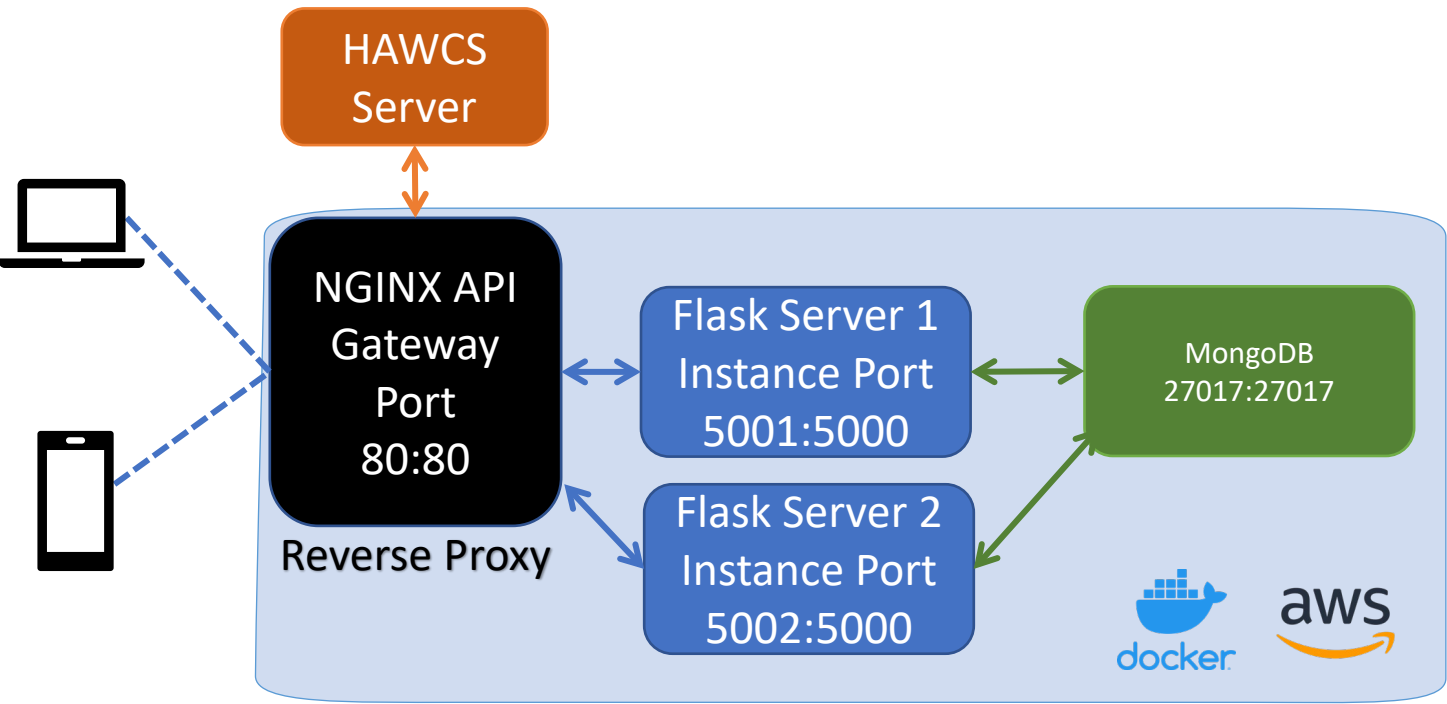 HAWCS
Server
NGINX API
Gateway
Port
80:80
Reverse Proxy
Flask Server 1
Instance Port
5001:5000
Flask Server 2
Instance Port
5002:5000
MongoDB
27017:27017
docker
aws